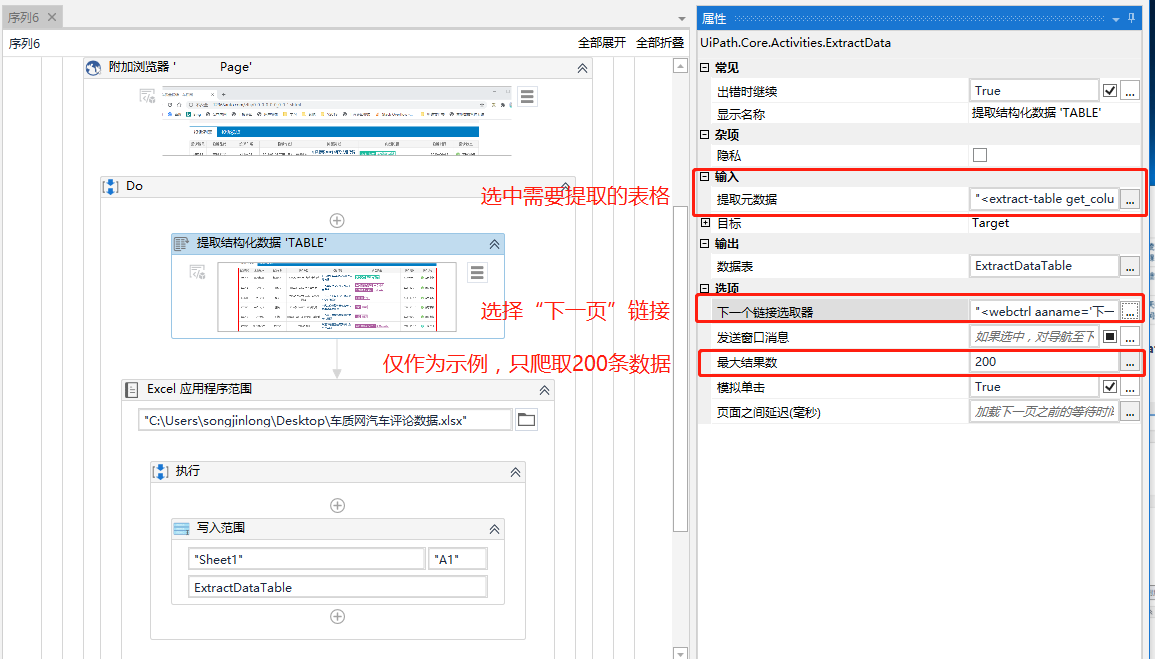 序列6
序列6
全部展开 全部折叠
附加浏览器 ' Page'
Do
选中需要提取的表格
提取结构化数据 'TABLE'
选择“下一页”链接
仅作为示例，只爬取200条数据
Excel 应用程序范围
"C:\Users\songjinlong\Desktop\车质网汽车评论数据.xlsx"
执行
写入范围
"Sheet1" "A1"
ExtractDataTable
属性
UiPath.Core.Activities.ExtractData
常见
出错时继续 True ...
显示名称 提取结构化数据 'TABLE'
杂项
隐私
输入
提取元数据 "<extract-table get_colu ...
目标 Target
输出
数据表 ExtractDataTable ...
选项
下一个链接选取器 "<webctrl aaname='下一 ...
发送窗口消息 如果选中，对导航至下 ...
最大结果数 200 ...
模拟单击 True ...
页面之间延迟(毫秒) 加载下一页之前的等待时间 ...